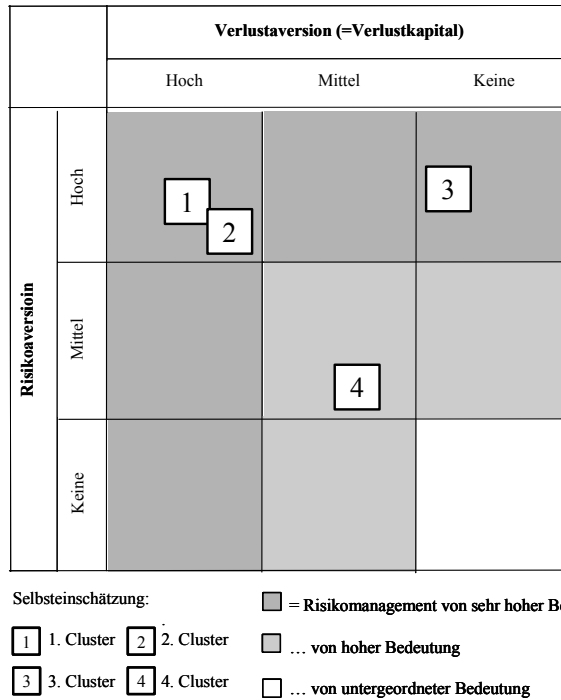 Verlustaversion (=Verlustkapital)
Hoch Mittel Keine
Risikoaversioin
Hoch
1
2
3
Mittel
4
Keine
Selbsteinschätzung:
1 1. Cluster 2 2. Cluster
3 3. Cluster 4 4. Cluster
= Risikomanagement von sehr hoher
... von hoher Bedeutung
... von untergeordneter Bedeutung